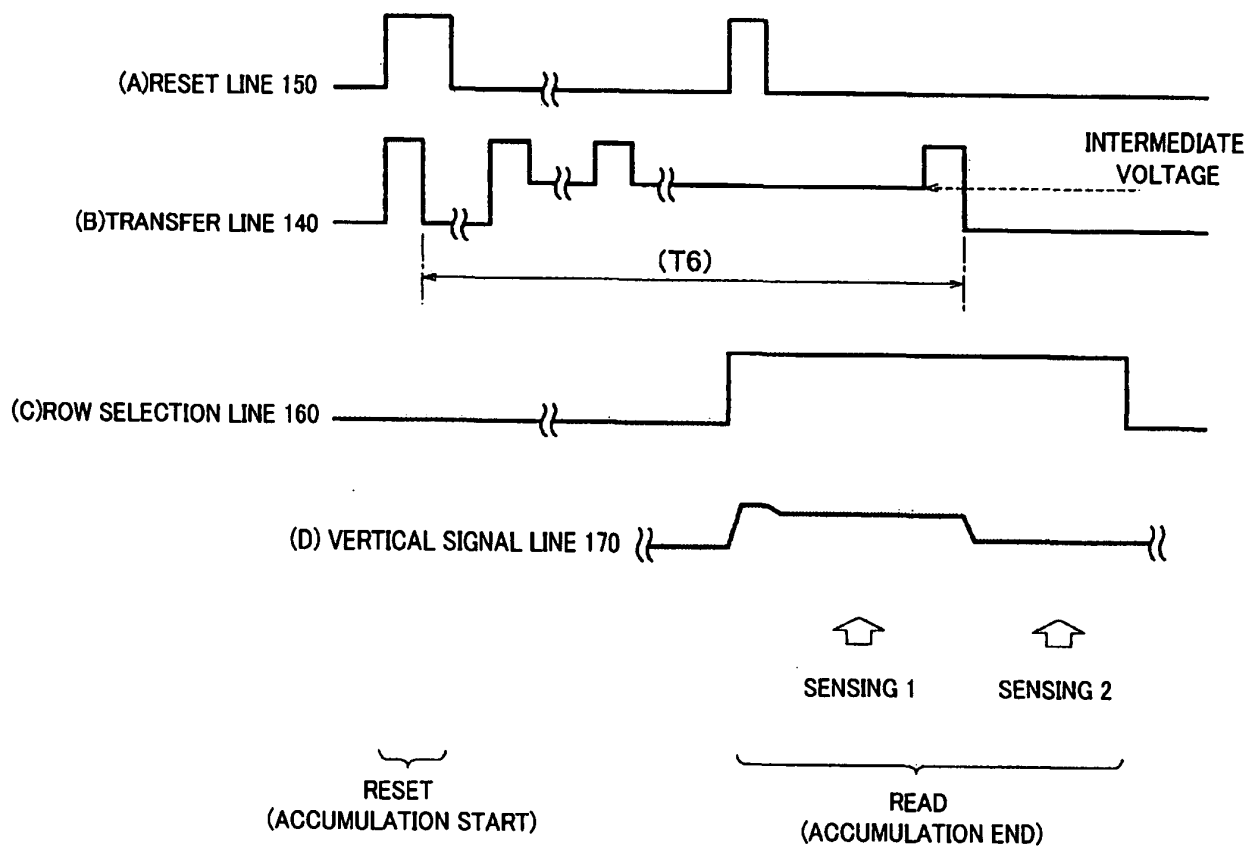 (A)RESET LINE 150
INTERMEDIATE
VOLTAGE
(B)TRANSFER LINE 140
(T6)
(C)ROW SELECTION LINE 160
(D) VERTICAL SIGNAL LINE 170
SENSING 1
SENSING 2
RESET
(ACCUMULATION START)
READ
(ACCUMULATION END)